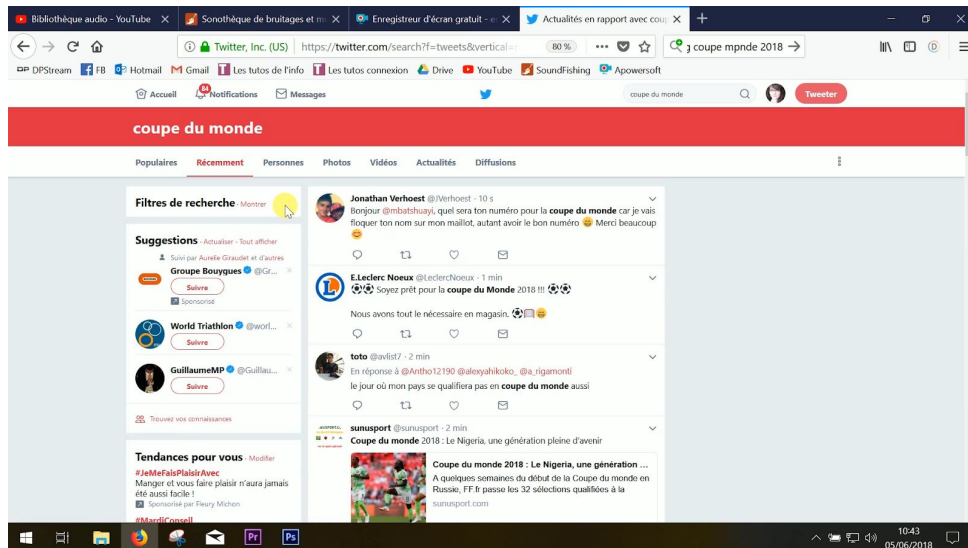 Bibliothèque audio - YouTube
Sonothèque de bruitages et m
Enregistreur d'écran gratuit - e
Actualités en rapport avec coup
Twitter, Inc. (US)
https://twitter.com/search?f=tweets&vertical=
80 %
coupe mpnde 2018
DPStream
FB
Hotmail
Gmail
Les tutos de l'info
Les tutos connexion
Drive
YouTube
SoundFishing
Apowersoft
Accueil
84
Notifications
Messages
coupe du monde
Tweeter
coupe du monde
Populaires
Récemment
Personnes
Photos
Vidéos
Actualités
Diffusions
Filtres de recherche · Montrer
Suggestions · Actualiser · Tout afficher
Suivi par Aurelie Giraudet et d'autres
Groupe Bouygues @Gr...
Suivre
Sponsorisé
World Triathlon @worl...
Suivre
GuillaumeMP @Guillau...
Suivre
Trouvez vos connaissances
Tendances pour vous · Modifier
#JeMeFaisPlaisirAvec
Manger et vous faire plaisir n'aura jamais
été aussi facile !
Sponsorisé par Fleury Michon
#MardiConseil
Jonathan Verhoest @JVerhoest · 10 s
Bonjour @mbatshuayi, quel sera ton numéro pour la coupe du monde car je vais
floquer ton nom sur mon maillot, autant avoir le bon numéro 😄 Merci beaucoup
😊
E.Leclerc Noeux @LeclercNoeux · 1 min
⚽⚽ Soyez prêt pour la coupe du Monde 2018 !!! ⚽⚽
Nous avons tout le nécessaire en magasin. ⚽🥅😄
toto @avlist7 · 2 min
En réponse à @Antho12190 @alexyahikoko_ @a_rigamonti
le jour où mon pays se qualifiera pas en coupe du monde aussi
sunusport @sunusport · 2 min
Coupe du monde 2018 : Le Nigeria, une génération pleine d'avenir
Coupe du monde 2018 : Le Nigeria, une génération ...
A quelques semaines du début de la Coupe du monde en
Russie, FF.fr passe les 32 sélections qualifiées à la
sunusport.com
Pr
Ps
10:43
05/06/2018